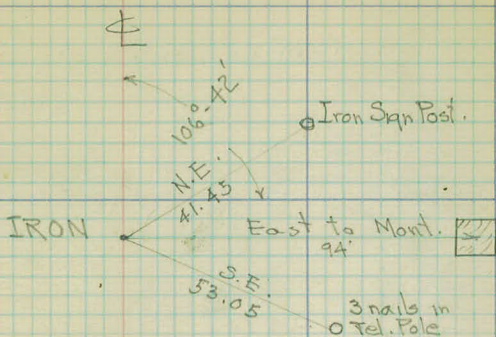 ℄
106°-42'
Iron Sign Post.
N.E.
41.45
IRON
East to Mont.
94'
S.E.
53.05
3 nails in
Tel. Pole